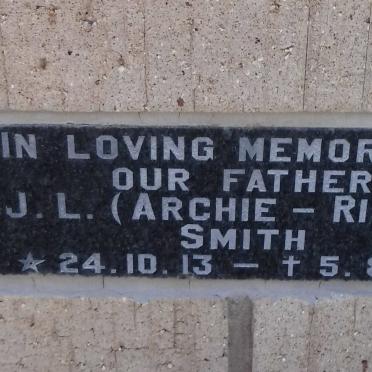 IN LOVING MEMOR
OUR FATHER
J.L. (ARCHIE – RI
SMITH
☆ 24.10.13 – † 5.